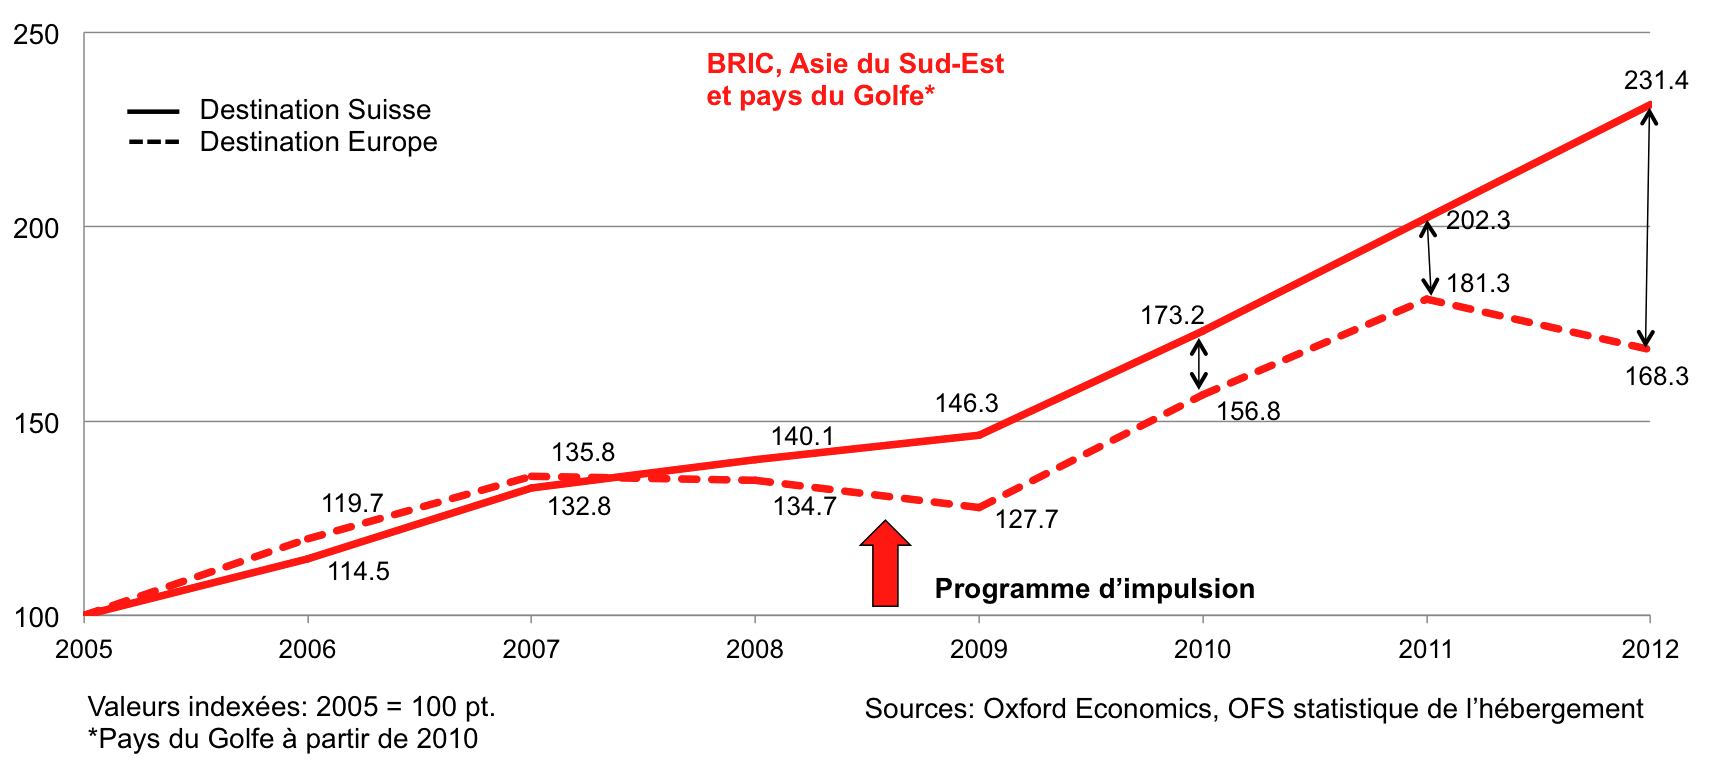 250
BRIC, Asie du Sud-Est
et pays du Golfe*
231.4
Destination Suisse
Destination Europe
200
202.3
181.3
173.2
168.3
156.8
150
146.3
140.1
135.8
134.7
132.8
127.7
119.7
114.5
Programme d’impulsion
100
2005 2006 2007 2008 2009 2010 2011 2012
Valeurs indexées: 2005 = 100 pt.
*Pays du Golfe à partir de 2010
Sources: Oxford Economics, OFS statistique de l’hébergement